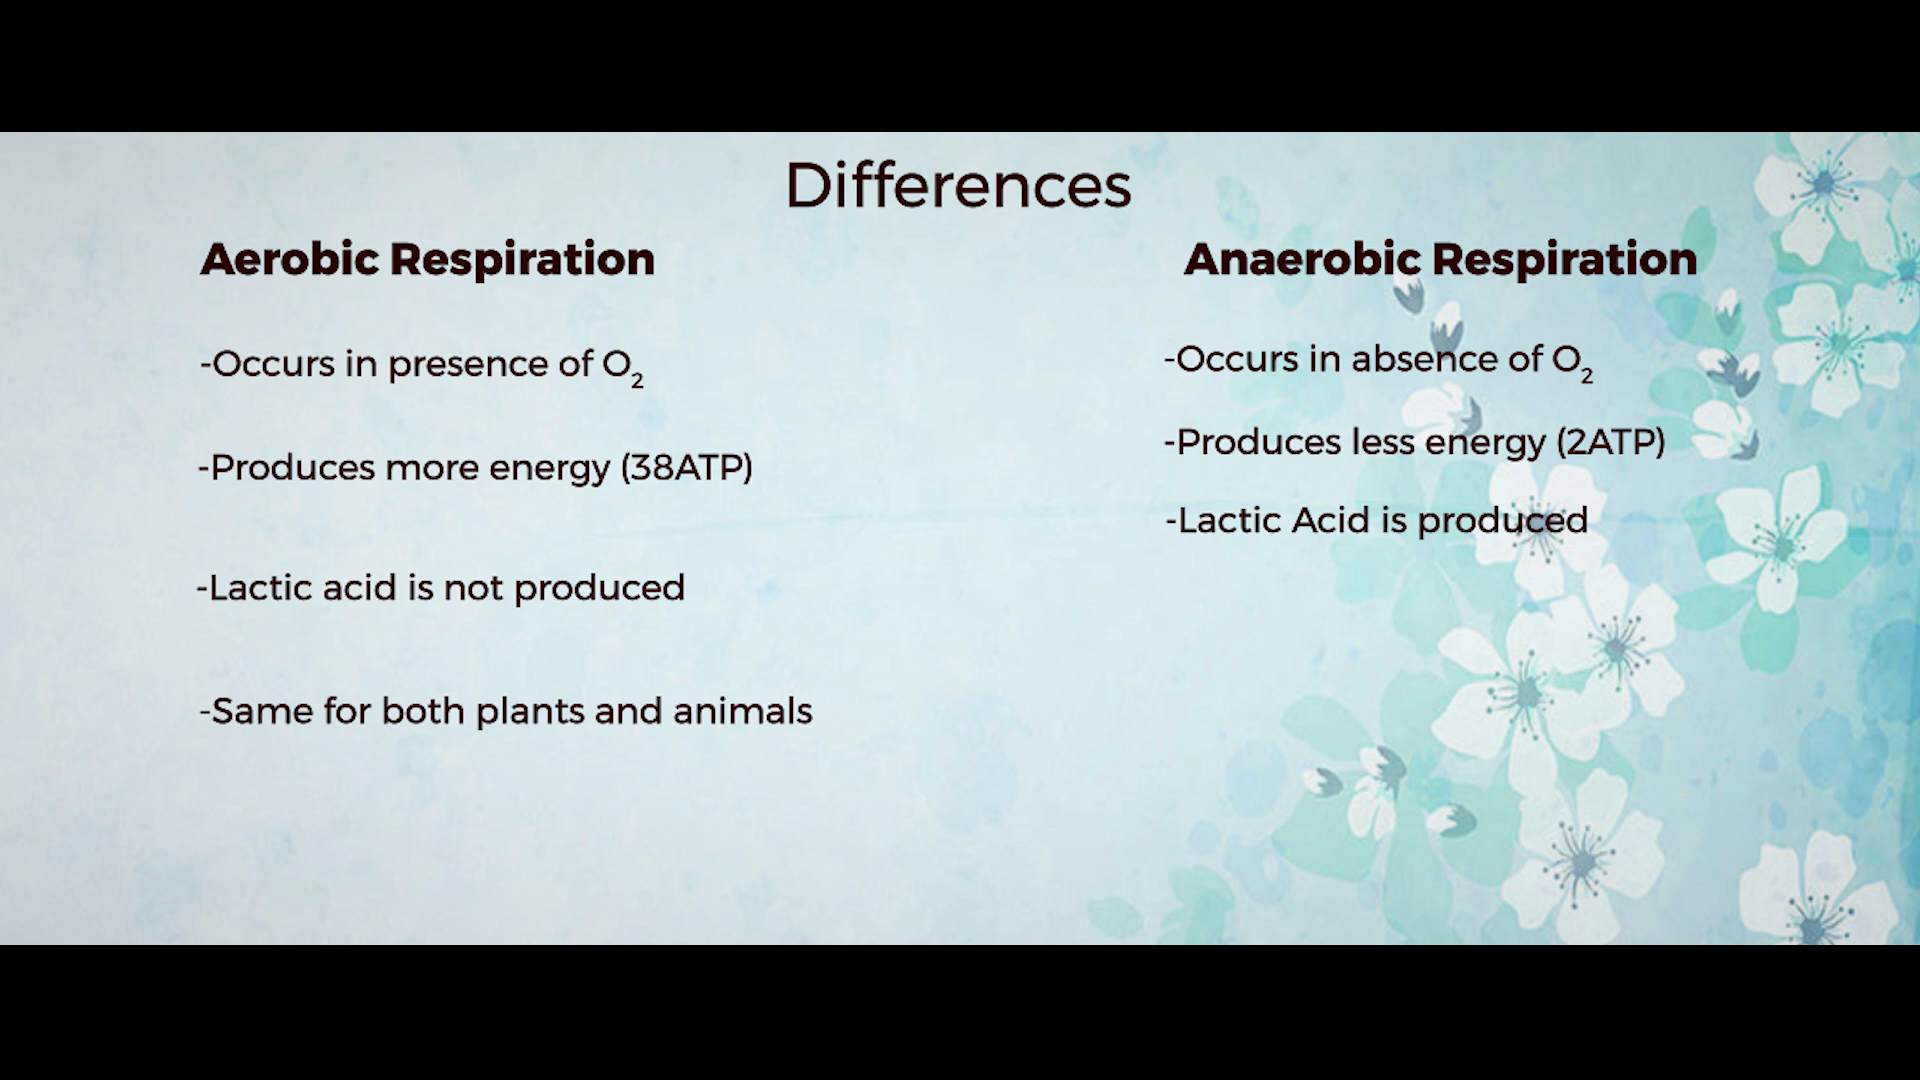 Differences
Aerobic Respiration
-Occurs in presence of O₂
-Produces more energy (38ATP)
-Lactic acid is not produced
-Same for both plants and animals
Anaerobic Respiration
-Occurs in absence of O₂
-Produces less energy (2ATP)
-Lactic Acid is produced